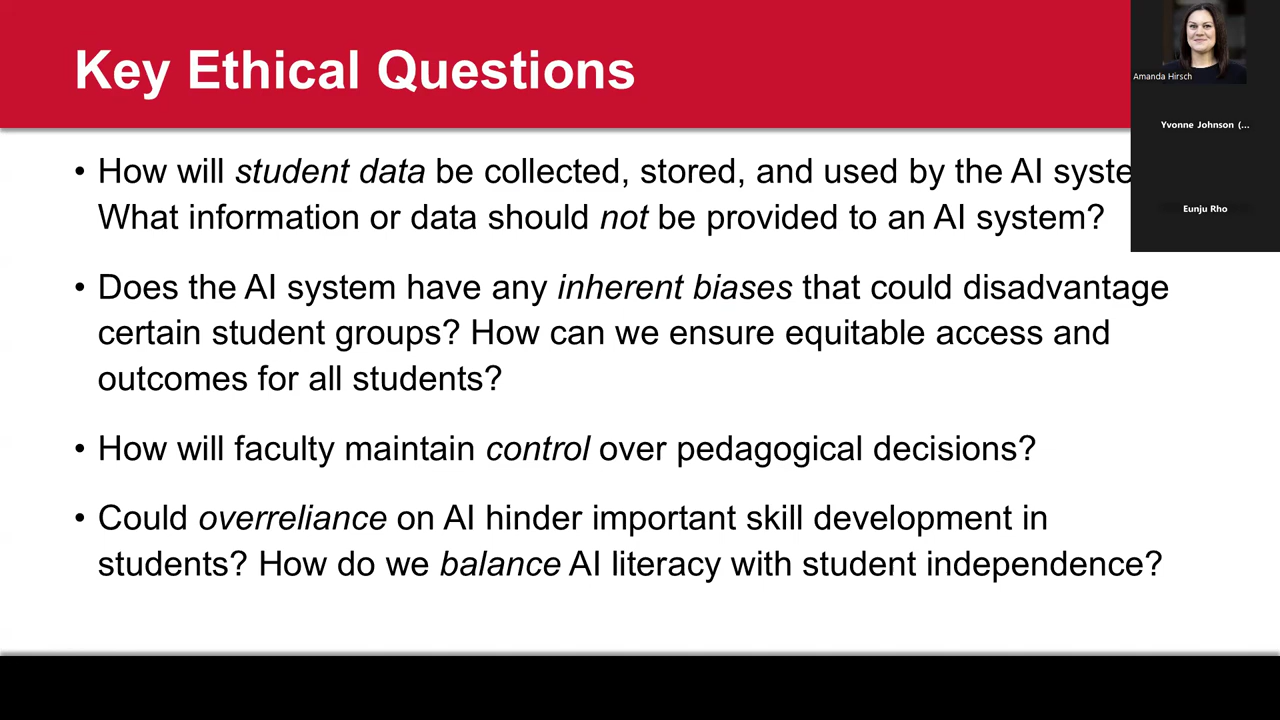 Key Ethical Questions
Amanda Hirsch
Yvonne Johnson (...
Eunju Rho
• How will student data be collected, stored, and used by the AI syste
What information or data should not be provided to an AI system?
• Does the AI system have any inherent biases that could disadvantage
certain student groups? How can we ensure equitable access and
outcomes for all students?
• How will faculty maintain control over pedagogical decisions?
• Could overreliance on AI hinder important skill development in
students? How do we balance AI literacy with student independence?